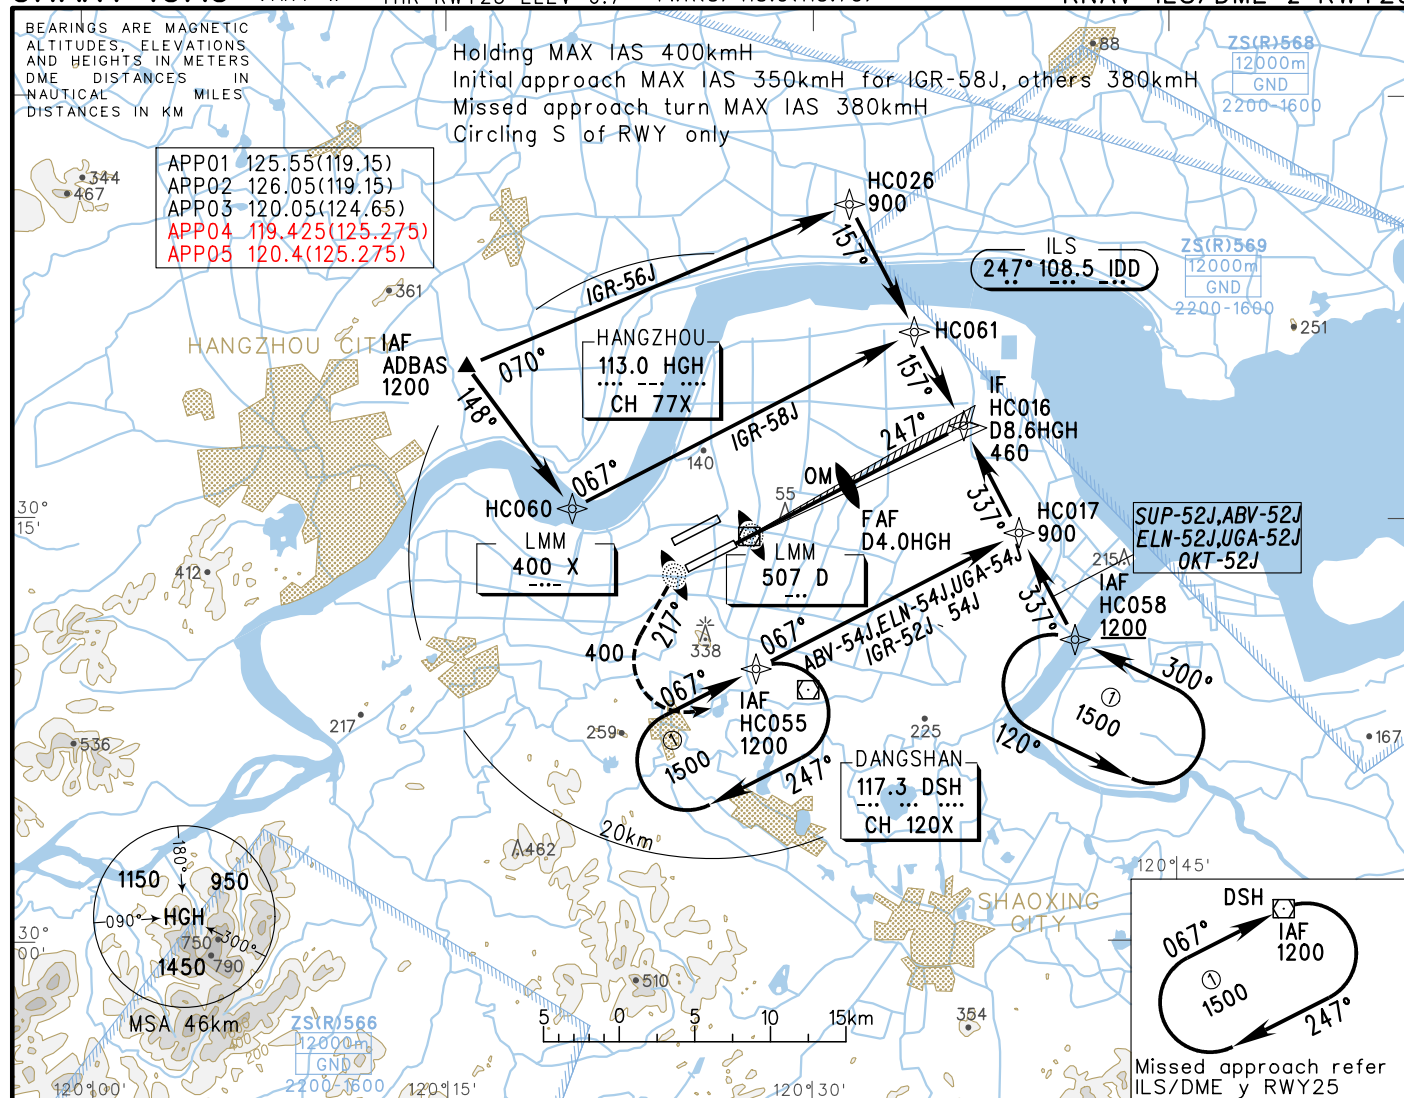 BEARINGS ARE MAGNETIC
ALTITUDES, ELEVATIONS
AND HEIGHTS IN METERS
DME DISTANCES IN
NAUTICAL MILES
DISTANCES IN KM
Holding MAX IAS 400kmH
Initial approach MAX IAS 350kmH for IGR-58J, others 380kmH
Missed approach turn MAX IAS 380kmH
Circling S of RWY only
88
ZS(R)568
12000m
GND
2200-1600
APP01 125.55(119.15)
APP02 126.05(119.15)
APP03 120.05(124.65)
APP04 119.425(125.275)
APP05 120.4(125.275)
344
467
HC026
900
157°
ILS
247° 108.5 IDD
ZS(R)569
12000m
GND
2200-1600
IGR-56J
361
251
HANGZHOU CITY
IAF
ADBAS
1200
070°
148°
HANGZHOU
113.0 HGH
CH 77X
HC061
157°
IF
HC016
D8.6HGH
460
IGR-58J
247°
140
067°
OM
HC060
55
FAF
D4.0HGH
337°
HC017
900
SUP-52J,ABV-52J
ELN-52J,UGA-52J
OKT-52J
30°
15'
LMM
400 X
LMM
507 D
412
215
IAF
HC058
1200
337°
217°
400
338
067°
ABV-54J,ELN-54J,UGA-54J
IGR-52J、54J
067°
IAF
HC055
1200
300°
1
1500
120°
217
259
1
1500
247°
225
167
536
DANGSHAN
117.3 DSH
CH 120X
20km
462
180°
1150
950
090°
HGH
300°
750
790
1450
MSA 46km
120°45'
SHAOXING
CITY
30°
00'
DSH
IAF
1200
067°
1
1500
247°
Missed approach refer
ILS/DME y RWY25
510
354
5 0 5 10 15km
ZS(R)566
12000m
GND
2200-1600
400
200
120°00'
120°15'
120°30'